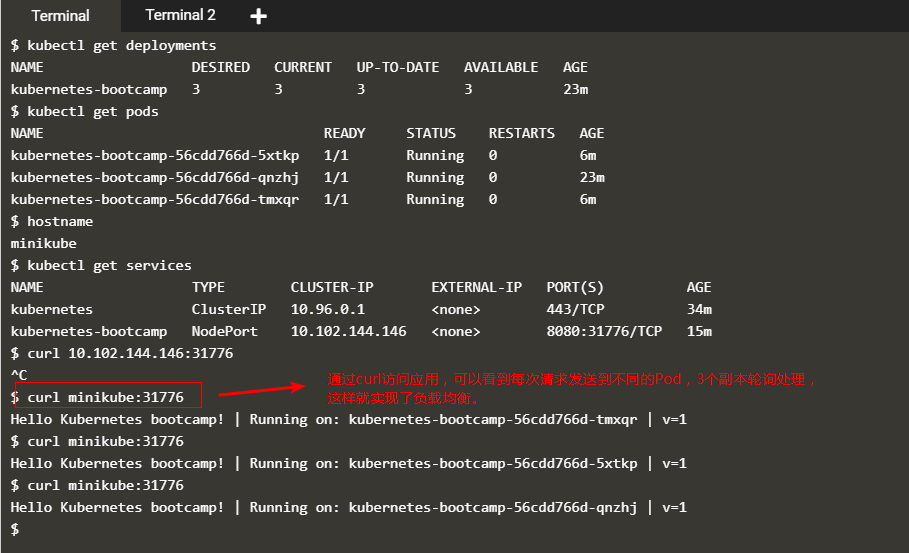 Terminal Terminal 2 +
$ kubectl get deployments
NAME DESIRED CURRENT UP-TO-DATE AVAILABLE AGE
kubernetes-bootcamp 3 3 3 3 23m
$ kubectl get pods
NAME READY STATUS RESTARTS AGE
kubernetes-bootcamp-56cdd766d-5xtkp 1/1 Running 0 6m
kubernetes-bootcamp-56cdd766d-qnzhj 1/1 Running 0 23m
kubernetes-bootcamp-56cdd766d-tmxqr 1/1 Running 0 6m
$ hostname
minikube
$ kubectl get services
NAME TYPE CLUSTER-IP EXTERNAL-IP PORT(S) AGE
kubernetes ClusterIP 10.96.0.1 <none> 443/TCP 34m
kubernetes-bootcamp NodePort 10.102.144.146 <none> 8080:31776/TCP 15m
$ curl 10.102.144.146:31776
^C
$ curl minikube:31776
通过curl访问应用，可以看到每次请求发送到不同的Pod，3个副本轮询处理，
这样就实现了负载均衡。
Hello Kubernetes bootcamp! | Running on: kubernetes-bootcamp-56cdd766d-tmxqr | v=1
$ curl minikube:31776
Hello Kubernetes bootcamp! | Running on: kubernetes-bootcamp-56cdd766d-5xtkp | v=1
$ curl minikube:31776
Hello Kubernetes bootcamp! | Running on: kubernetes-bootcamp-56cdd766d-qnzhj | v=1
$